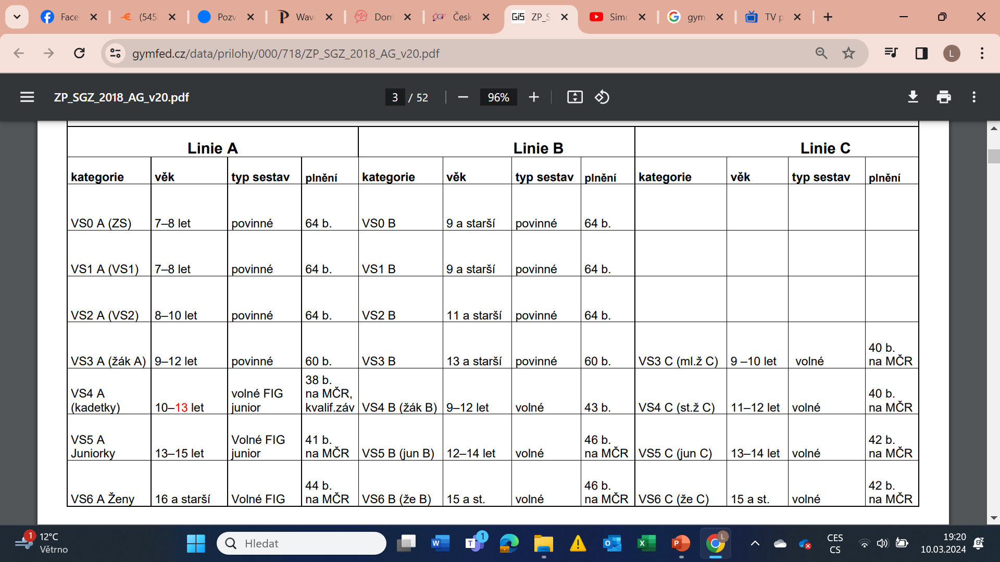 Face
(545
Pozv
Wav
Dom
Česk
ZP_S
Simo
gym
TV p
gymfed.cz/data/prilohy/000/718/ZP_SGZ_2018_AG_v20.pdf
L
ZP_SGZ_2018_AG_v20.pdf
3 / 52
96%
Linie A Linie B Linie C
kategorie věk typ sestav plnění kategorie věk typ sestav plnění kategorie věk typ sestav plnění
VS0 A (ZS) 7–8 let povinné 64 b. VS0 B 9 a starší povinné 64 b.
VS1 A (VS1) 7–8 let povinné 64 b. VS1 B 9 a starší povinné 64 b.
VS2 A (VS2) 8–10 let povinné 64 b. VS2 B 11 a starší povinné 64 b.
40 b.
VS3 A (žák A) 9–12 let povinné 60 b. VS3 B 13 a starší povinné 60 b. VS3 C (ml.ž C) 9 –10 let volné na MČR
38 b.
VS4 A volné FIG na MČR, 40 b.
(kadetky) 10–13 let junior kvalif.záv VS4 B (žák B) 9–12 let volné 43 b. VS4 C (st.ž C) 11–12 let volné na MČR
VS5 A Volné FIG 41 b. 46 b. 42 b.
Juniorky 13–15 let junior na MČR VS5 B (jun B) 12–14 let volné na MČR VS5 C (jun C) 13–14 let volné na MČR
44 b. 46 b. 42 b.
VS6 A Ženy 16 a starší Volné FIG na MČR VS6 B (že B) 15 a st. volné na MČR VS6 C (že C) 15 a st. volné na MČR
1
12°C
Větrno
Hledat
1
L
CES
CS
19:20
10.03.2024